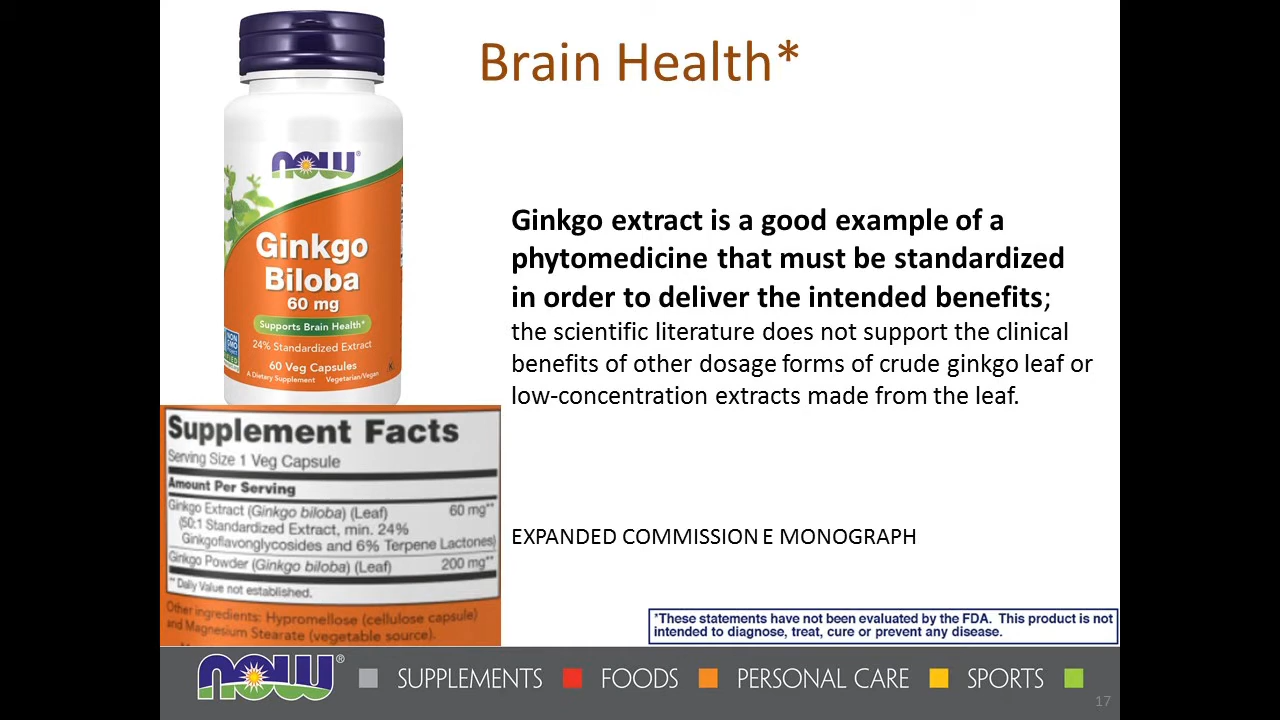 Brain Health*
now®
Ginkgo
Biloba
60 mg
Supports Brain Health*
24% Standardized Extract
60 Veg Capsules
A Dietary Supplement Vegetarian/Vegan
NON
GMO
Ginkgo extract is a good example of a
phytomedicine that must be standardized
in order to deliver the intended benefits;
the scientific literature does not support the clinical
benefits of other dosage forms of crude ginkgo leaf or
low-concentration extracts made from the leaf.
Supplement Facts
Serving Size 1 Veg Capsule
Amount Per Serving
Ginkgo Extract (Ginkgo biloba) (Leaf) 60 mg**
(50:1 Standardized Extract, min. 24%
Ginkgoflavonglycosides and 6% Terpene Lactones)
Ginkgo Powder (Ginkgo biloba) (Leaf) 200 mg**
** Daily Value not established.
Other ingredients: Hypromellose (cellulose capsule)
and Magnesium Stearate (vegetable source).
EXPANDED COMMISSION E MONOGRAPH
*These statements have not been evaluated by the FDA. This product is not
intended to diagnose, treat, cure or prevent any disease.
now® SUPPLEMENTS FOODS PERSONAL CARE SPORTS
17